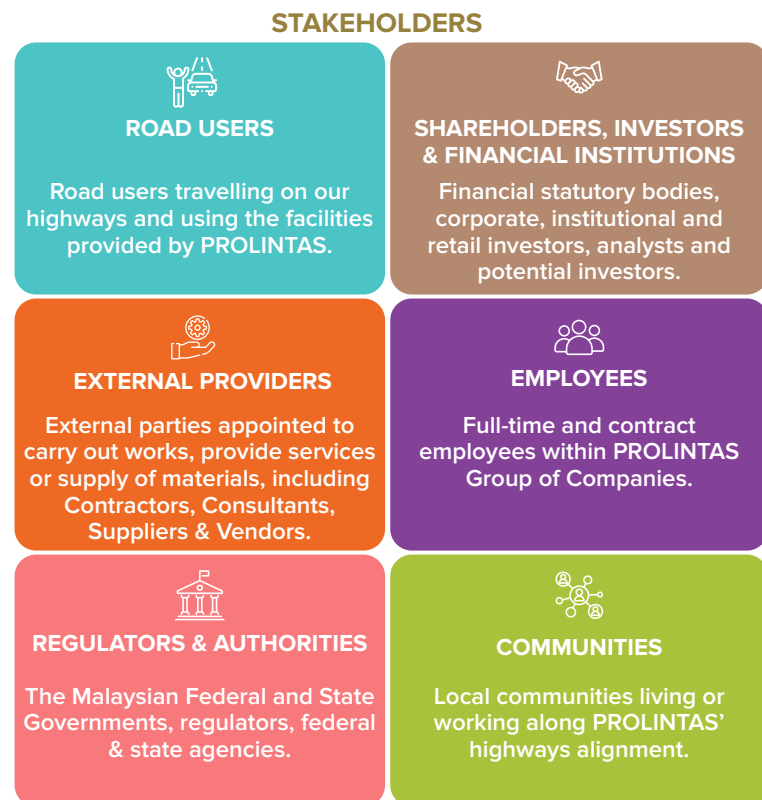 STAKEHOLDERS
ROAD USERS
Road users travelling on our
highways and using the facilities
provided by PROLINTAS.
SHAREHOLDERS, INVESTORS
& FINANCIAL INSTITUTIONS
Financial statutory bodies,
corporate, institutional and
retail investors, analysts and
potential investors.
EXTERNAL PROVIDERS
External parties appointed to
carry out works, provide services
or supply of materials, including
Contractors, Consultants,
Suppliers & Vendors.
EMPLOYEES
Full-time and contract
employees within PROLINTAS
Group of Companies.
REGULATORS & AUTHORITIES
The Malaysian Federal and State
Governments, regulators, federal
& state agencies.
COMMUNITIES
Local communities living or
working along PROLINTAS’
highways alignment.